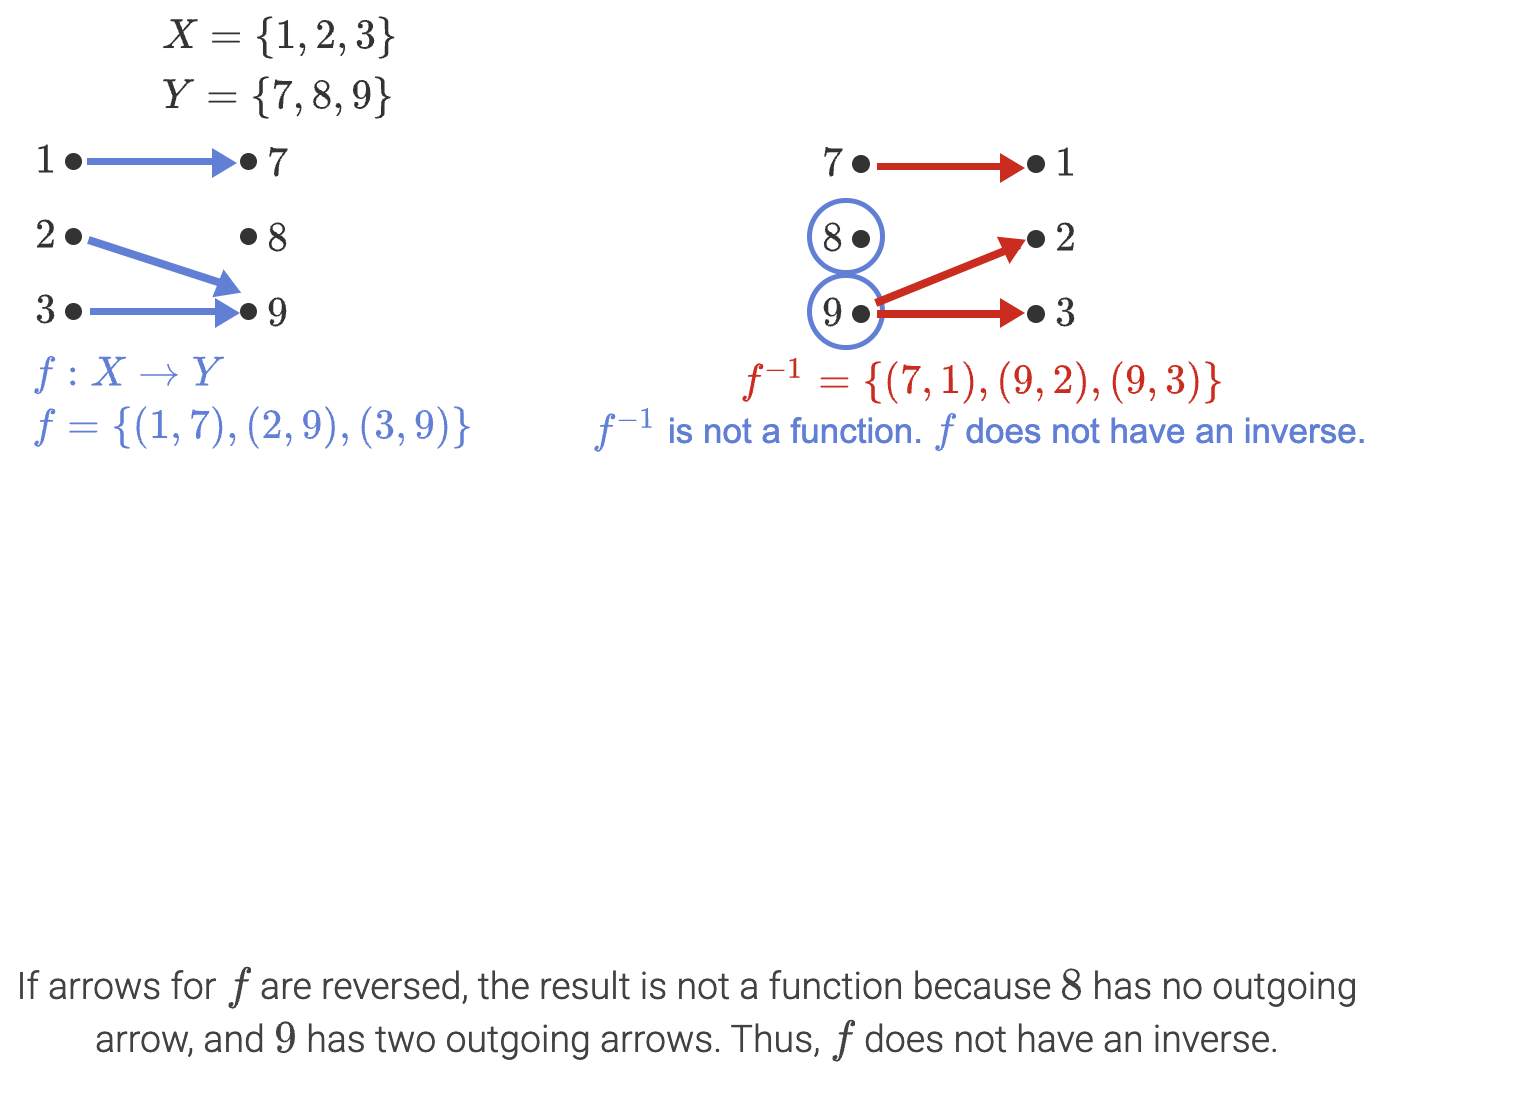 X = {1, 2, 3}
Y = {7, 8, 9}
1 7
2 8
3 9
f : X → Y
f = {(1, 7), (2, 9), (3, 9)}
7 1
8 2
9 3
f⁻¹ = {(7, 1), (9, 2), (9, 3)}
f⁻¹ is not a function. f does not have an inverse.
If arrows for f are reversed, the result is not a function because 8 has no outgoing
arrow, and 9 has two outgoing arrows. Thus, f does not have an inverse.